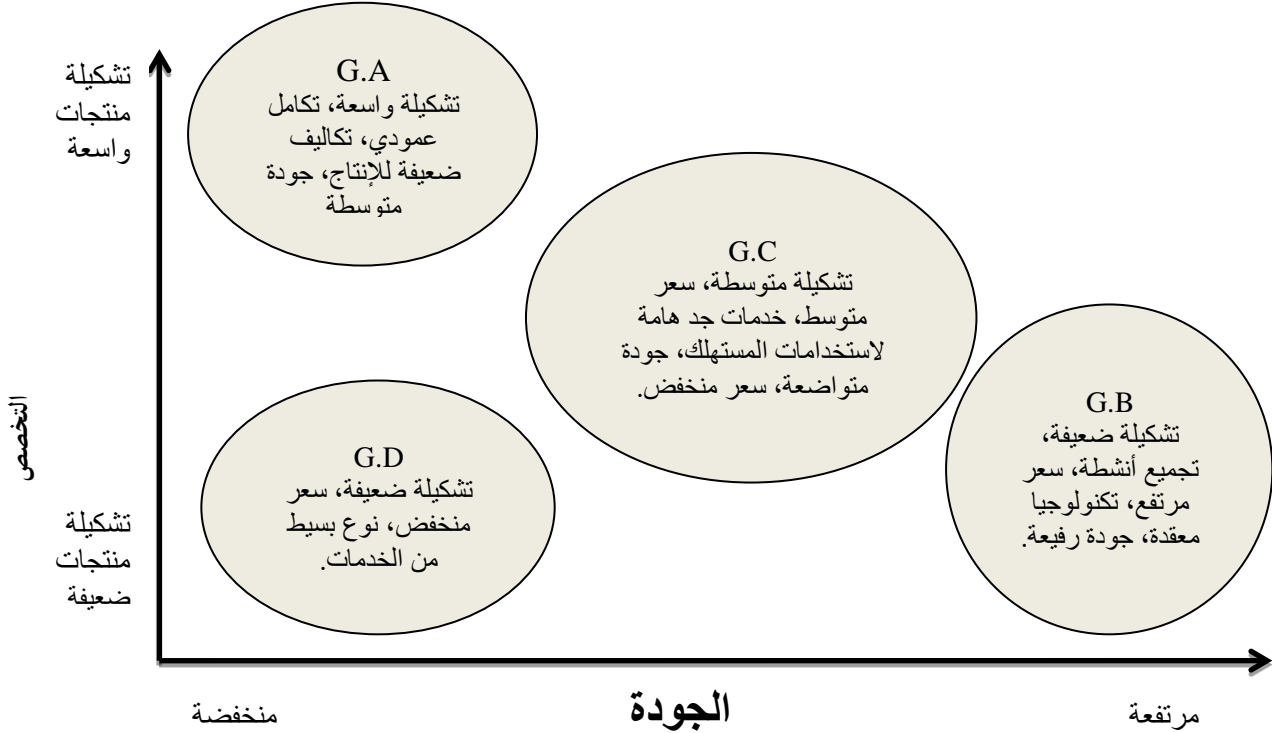 تشكيلة
منتجات
واسعة
G.A
تشكيلة واسعة، تكامل
عمودي، تكاليف
ضعيفة للإنتاج، جودة
متوسطة
G.C
تشكيلة متوسطة، سعر
متوسط، خدمات جد هامة
لاستخدامات المستهلك، جودة
متواضعة، سعر منخفض.
G.B
تشكيلة ضعيفة،
تجميع أنشطة، سعر
مرتفع، تكنولوجيا
معقدة، جودة رفيعة.
التخصص
G.D
تشكيلة ضعيفة، سعر
منخفض، نوع بسيط
من الخدمات.
تشكيلة
منتجات
ضعيفة
مرتفعة
الجودة
منخفضة